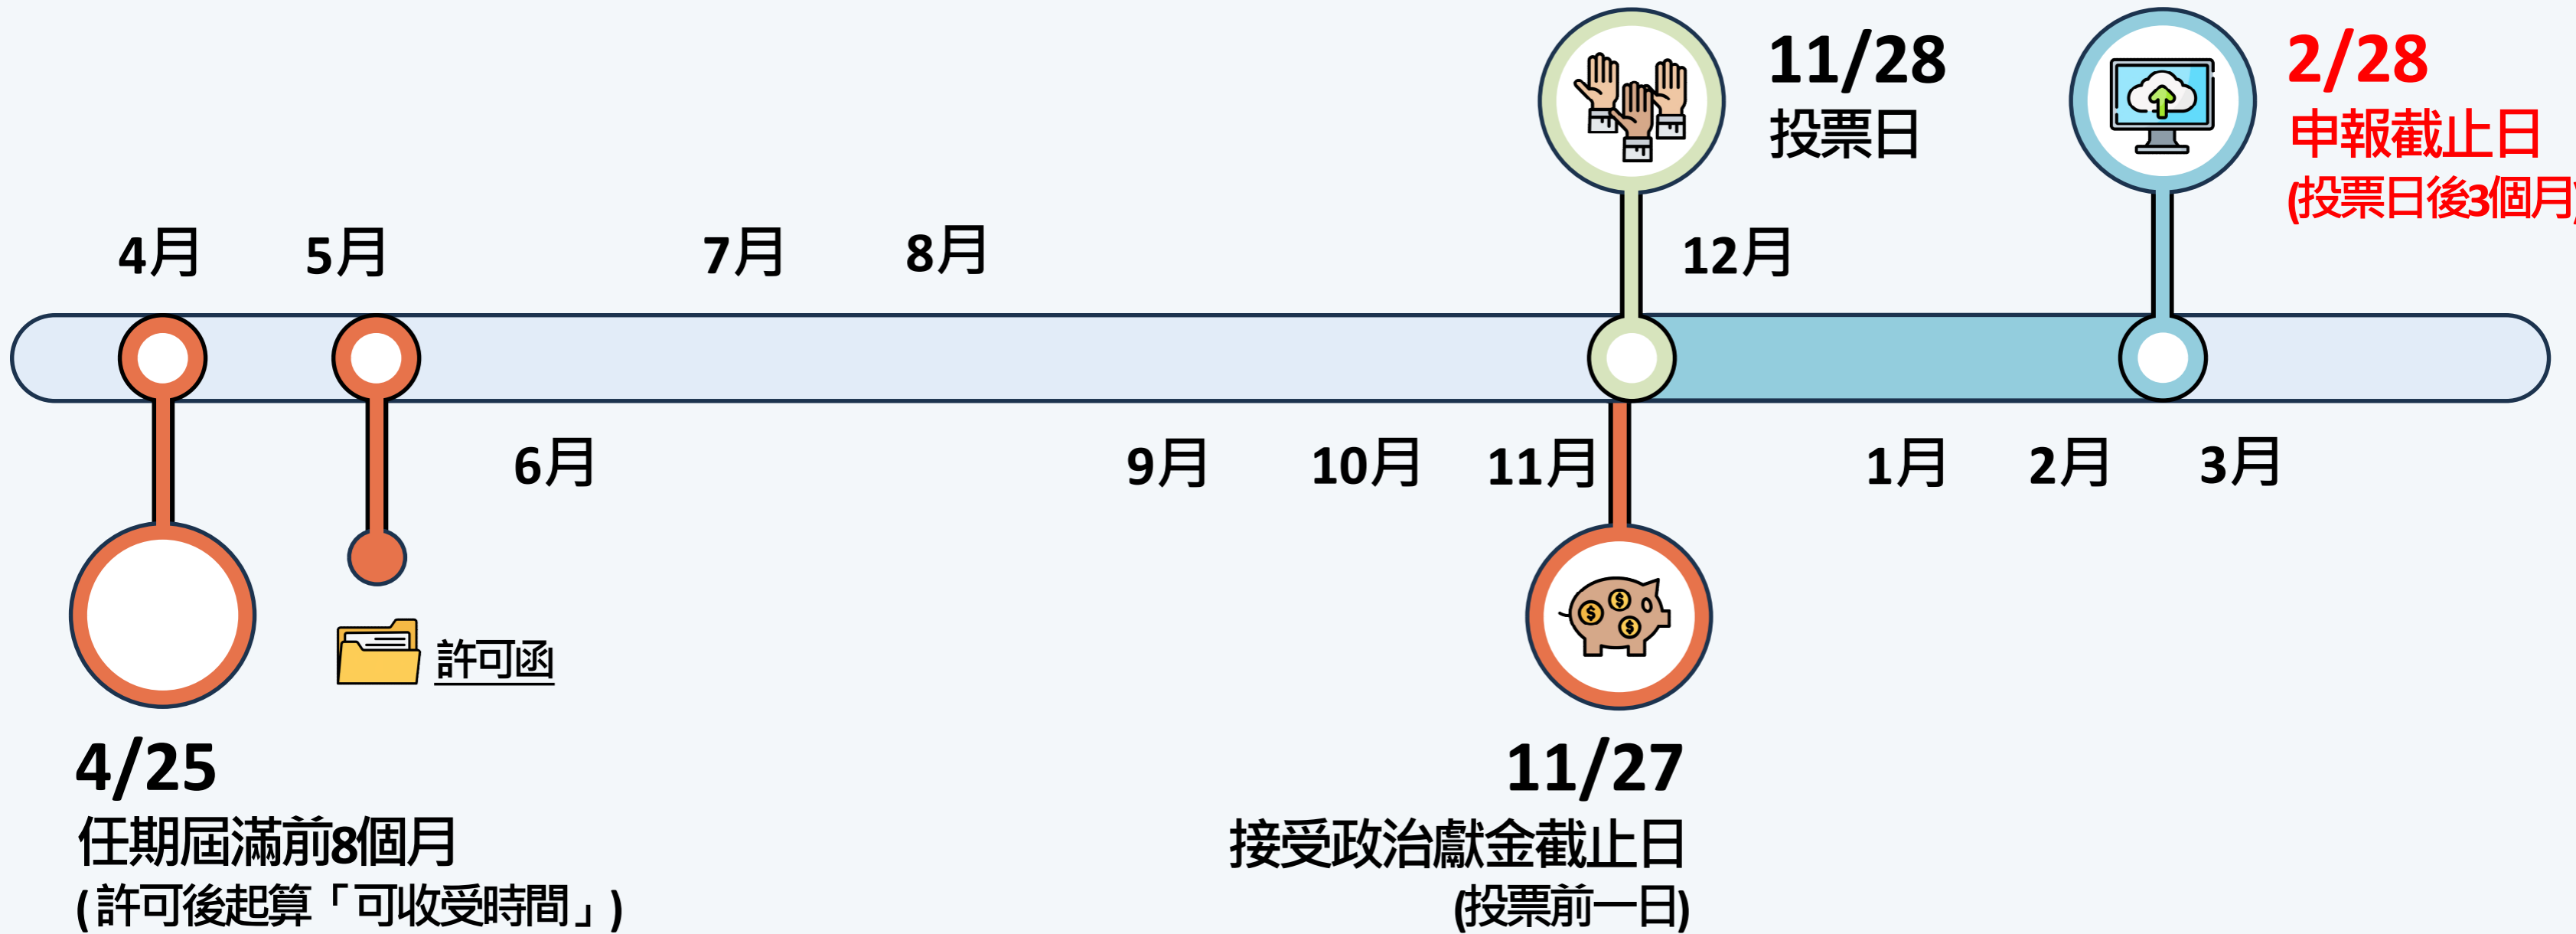 11/28
投票日
2/28
申報截止日
(投票日後3個月)
4月
5月
7月
8月
12月
6月
9月
10月
11月
1月
2月
3月
許可函
4/25
任期屆滿前8個月
(許可後起算「可收受時間」)
11/27
接受政治獻金截止日
(投票前一日)